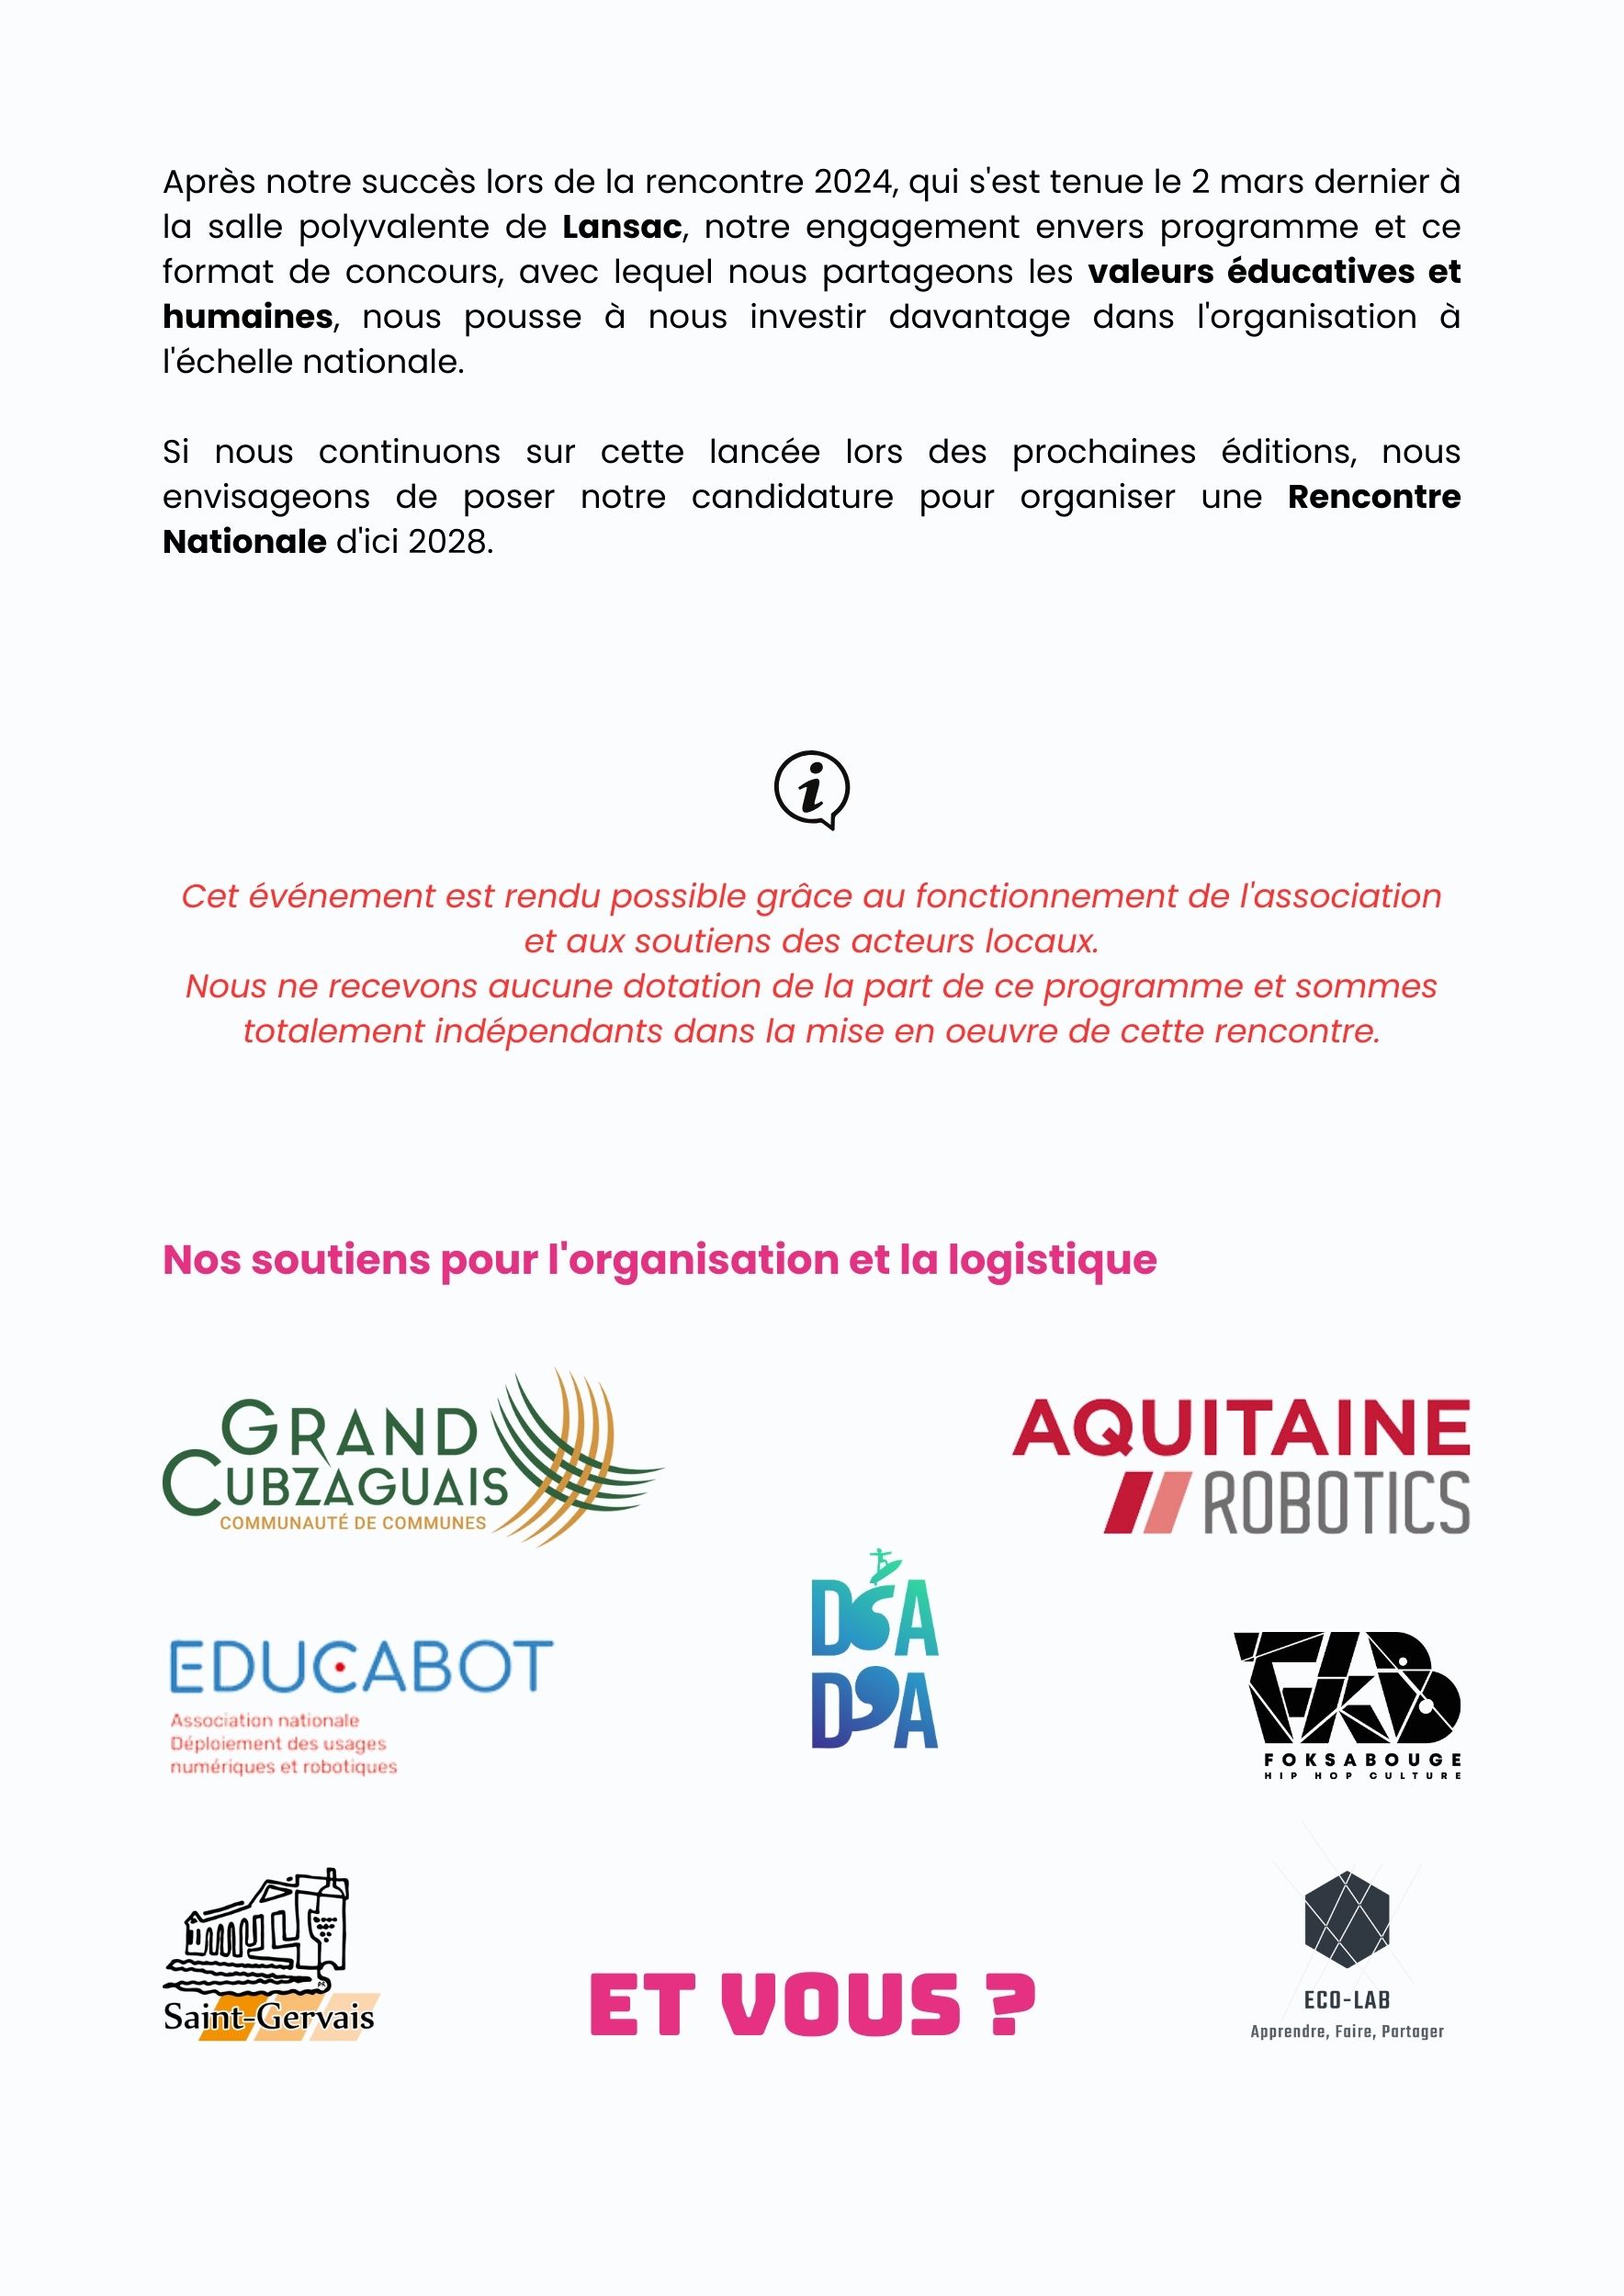 Après notre succès lors de la rencontre 2024, qui s'est tenue le 2 mars dernier à
la salle polyvalente de Lansac, notre engagement envers programme et ce
format de concours, avec lequel nous partageons les valeurs éducatives et
humaines, nous pousse à nous investir davantage dans l'organisation à
l'échelle nationale.
Si nous continuons sur cette lancée lors des prochaines éditions, nous
envisageons de poser notre candidature pour organiser une Rencontre
Nationale d'ici 2028.
i
Cet événement est rendu possible grâce au fonctionnement de l'association
et aux soutiens des acteurs locaux.
Nous ne recevons aucune dotation de la part de ce programme et sommes
totalement indépendants dans la mise en oeuvre de cette rencontre.
Nos soutiens pour l'organisation et la logistique
GRAND
CUBZAGUAIS
COMMUNAUTÉ DE COMMUNES
AQUITAINE
ROBOTICS
EDUCABOT
Association nationale
Déploiement des usages
numériques et robotiques
FKB
FOKSABOUGE
HIP HOP CULTURE
Saint-Gervais
ET VOUS ?
ECO-LAB
Apprendre, Faire, Partager